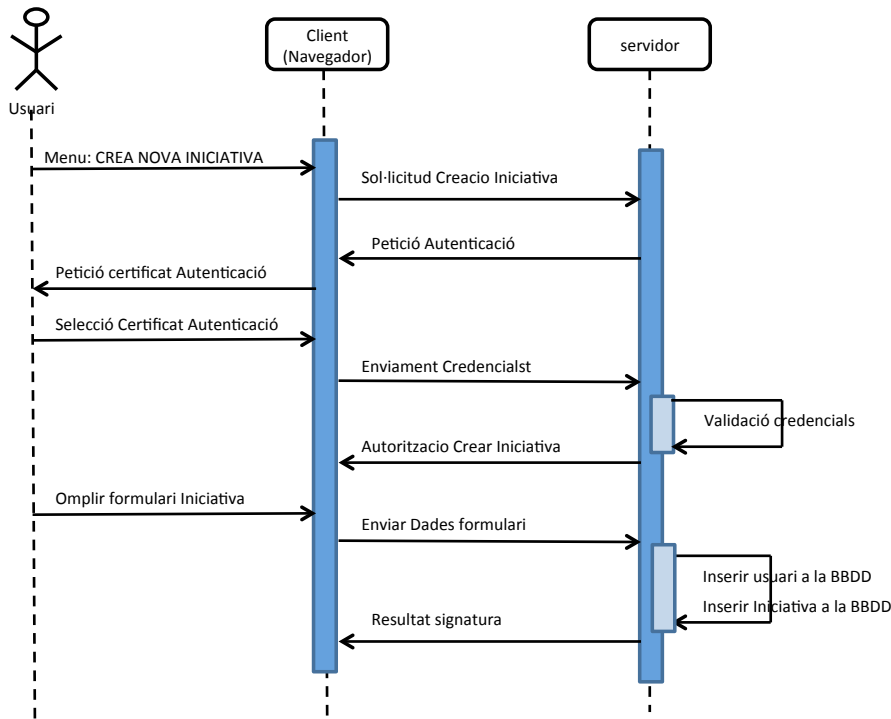 Client
(Navegador)
servidor
Usuari
Menu: CREA NOVA INICIATIVA
Sol·licitud Creacio Iniciativa
Petició Autenticació
Petició certificat Autenticació
Selecció Certificat Autenticació
Enviament Credencialst
Validació credencials
Autorització Crear Iniciativa
Omplir formulari Iniciativa
Enviar Dades formulari
Inserir usuari a la BBDD
Inserir Iniciativa a la BBDD
Resultat signatura